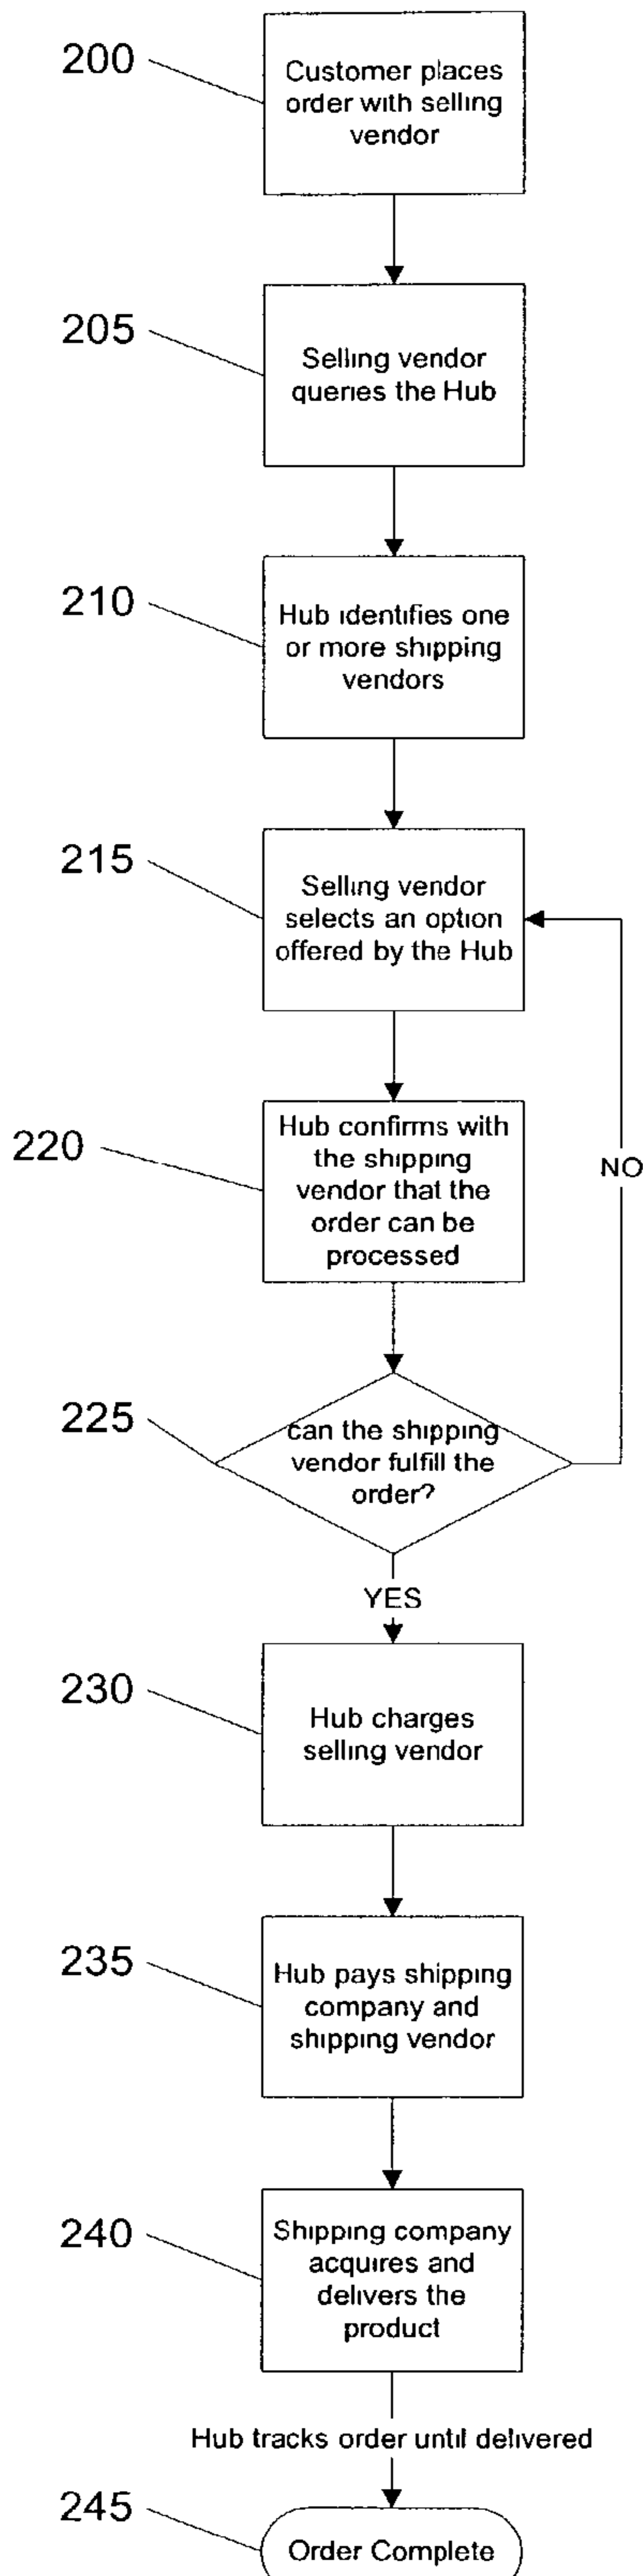 200
Customer places
order with selling
vendor
205
Selling vendor
queries the Hub
210
Hub identifies one
or more shipping
vendors
215
Selling vendor
selects an option
offered by the Hub
220
Hub confirms with
the shipping
vendor that the
order can be
processed
NO
225
can the shipping
vendor fulfill the
order?
YES
230
Hub charges
selling vendor
235
Hub pays shipping
company and
shipping vendor
240
Shipping company
acquires and
delivers the
product
Hub tracks order until delivered
245
Order Complete